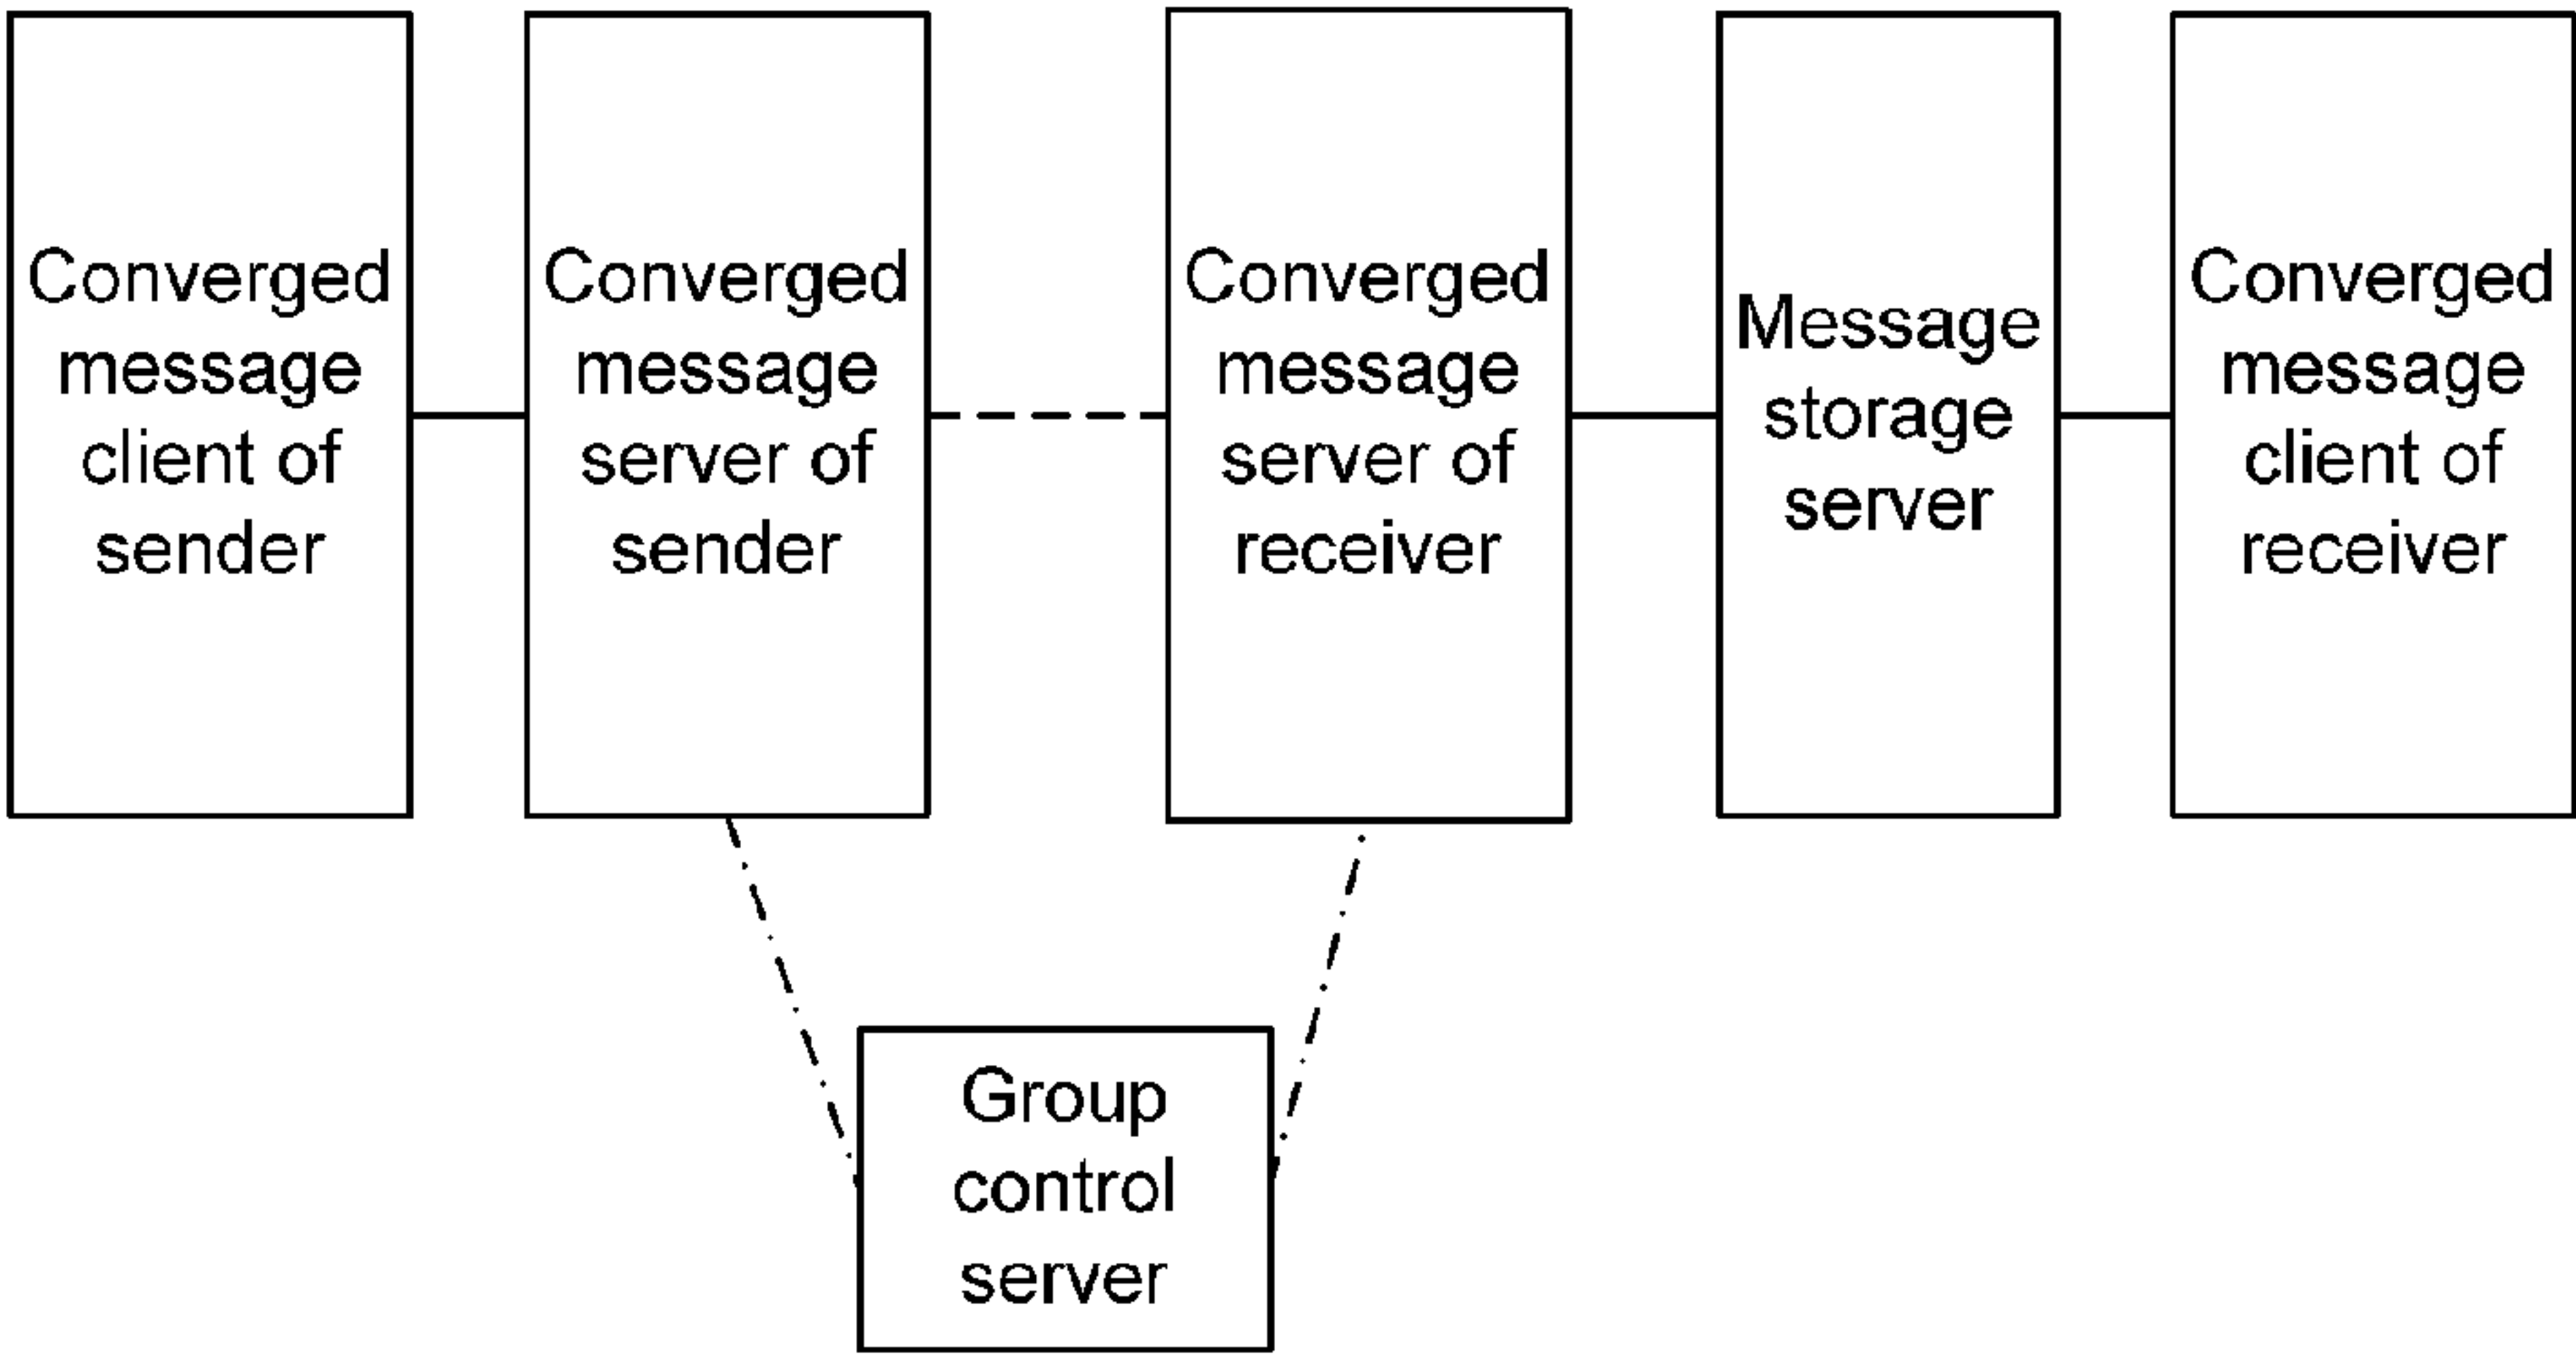 Converged
message
client of
sender
Converged
message
server of
sender
Converged
message
server of
receiver
Message
storage
server
Converged
message
client of
receiver
Group
control
server